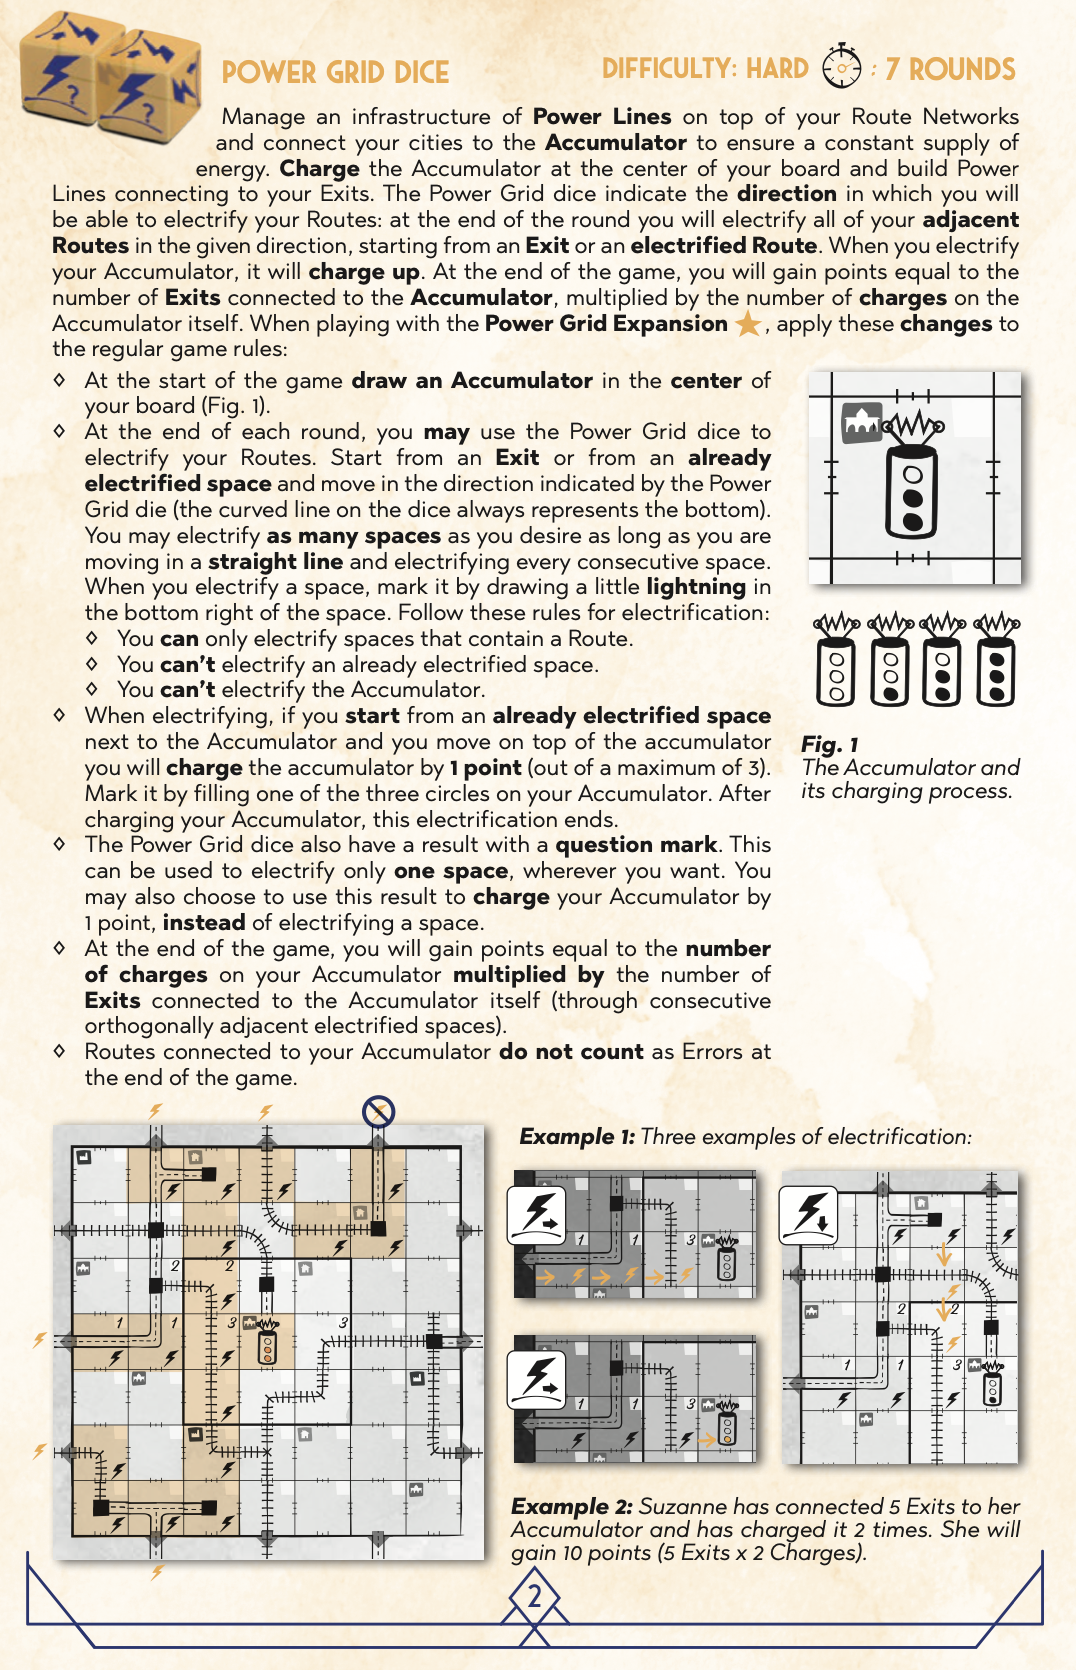 POWER GRID DICE
DIFFICULTY: HARD : 7 ROUNDS
Manage an infrastructure of Power Lines on top of your Route Networks
and connect your cities to the Accumulator to ensure a constant supply of
energy. Charge the Accumulator at the center of your board and build Power
Lines connecting to your Exits. The Power Grid dice indicate the direction in which you will
be able to electrify your Routes: at the end of the round you will electrify all of your adjacent
Routes in the given direction, starting from an Exit or an electrified Route. When you electrify
your Accumulator, it will charge up. At the end of the game, you will gain points equal to the
number of Exits connected to the Accumulator, multiplied by the number of charges on the
Accumulator itself. When playing with the Power Grid Expansion ★, apply these changes to
the regular game rules:
◊ At the start of the game draw an Accumulator in the center of
your board (Fig. 1).
◊ At the end of each round, you may use the Power Grid dice to
electrify your Routes. Start from an Exit or from an already
electrified space and move in the direction indicated by the Power
Grid die (the curved line on the dice always represents the bottom).
You may electrify as many spaces as you desire as long as you are
moving in a straight line and electrifying every consecutive space.
When you electrify a space, mark it by drawing a little lightning in
the bottom right of the space. Follow these rules for electrification:
◊ You can only electrify spaces that contain a Route.
◊ You can't electrify an already electrified space.
◊ You can't electrify the Accumulator.
◊ When electrifying, if you start from an already electrified space
next to the Accumulator and you move on top of the accumulator
you will charge the accumulator by 1 point (out of a maximum of 3).
Mark it by filling one of the three circles on your Accumulator. After
charging your Accumulator, this electrification ends.
◊ The Power Grid dice also have a result with a question mark. This
can be used to electrify only one space, wherever you want. You
may also choose to use this result to charge your Accumulator by
1 point, instead of electrifying a space.
◊ At the end of the game, you will gain points equal to the number
of charges on your Accumulator multiplied by the number of
Exits connected to the Accumulator itself (through consecutive
orthogonally adjacent electrified spaces).
◊ Routes connected to your Accumulator do not count as Errors at
the end of the game.
Fig. 1
The Accumulator and
its charging process.
? ?
2 2
1 1 3 3
Example 1: Three examples of electrification:
1 1 3
1 1 3
2 2
1 1 3
Example 2: Suzanne has connected 5 Exits to her
Accumulator and has charged it 2 times. She will
gain 10 points (5 Exits x 2 Charges).
2